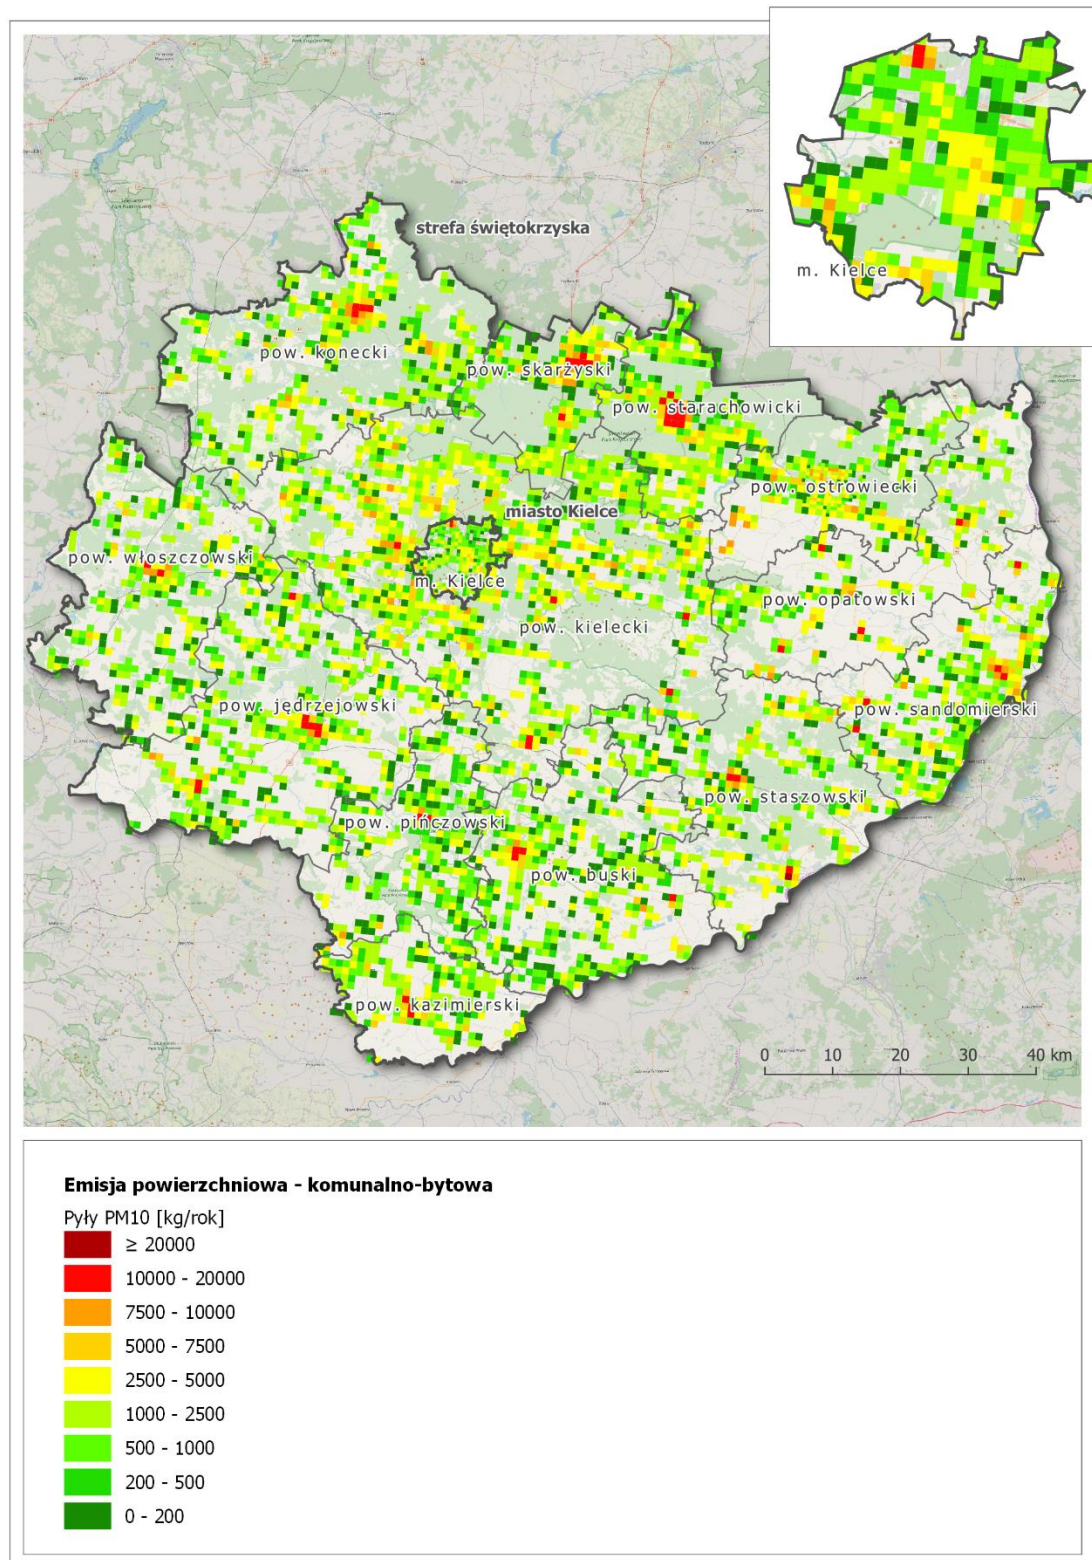 strefa świętokrzyska
m. Kielce
pow. konecki
pow. skarżyski
pow. starachowicki
pow. ostrowiecki
miasto Kielce
pow. włoszczowski
m. Kielce
pow. opatowski
pow. kielecki
pow. jędrzejowski
pow. sandomierski
pow. staszowski
pow. pińczowski
pow. buski
pow. kazimierski
0 10 20 30 40 km
Emisja powierzchniowa - komunalno-bytowa
Pyły PM10 [kg/rok]
≥ 20000
10000 - 20000
7500 - 10000
5000 - 7500
2500 - 5000
1000 - 2500
500 - 1000
200 - 500
0 - 200